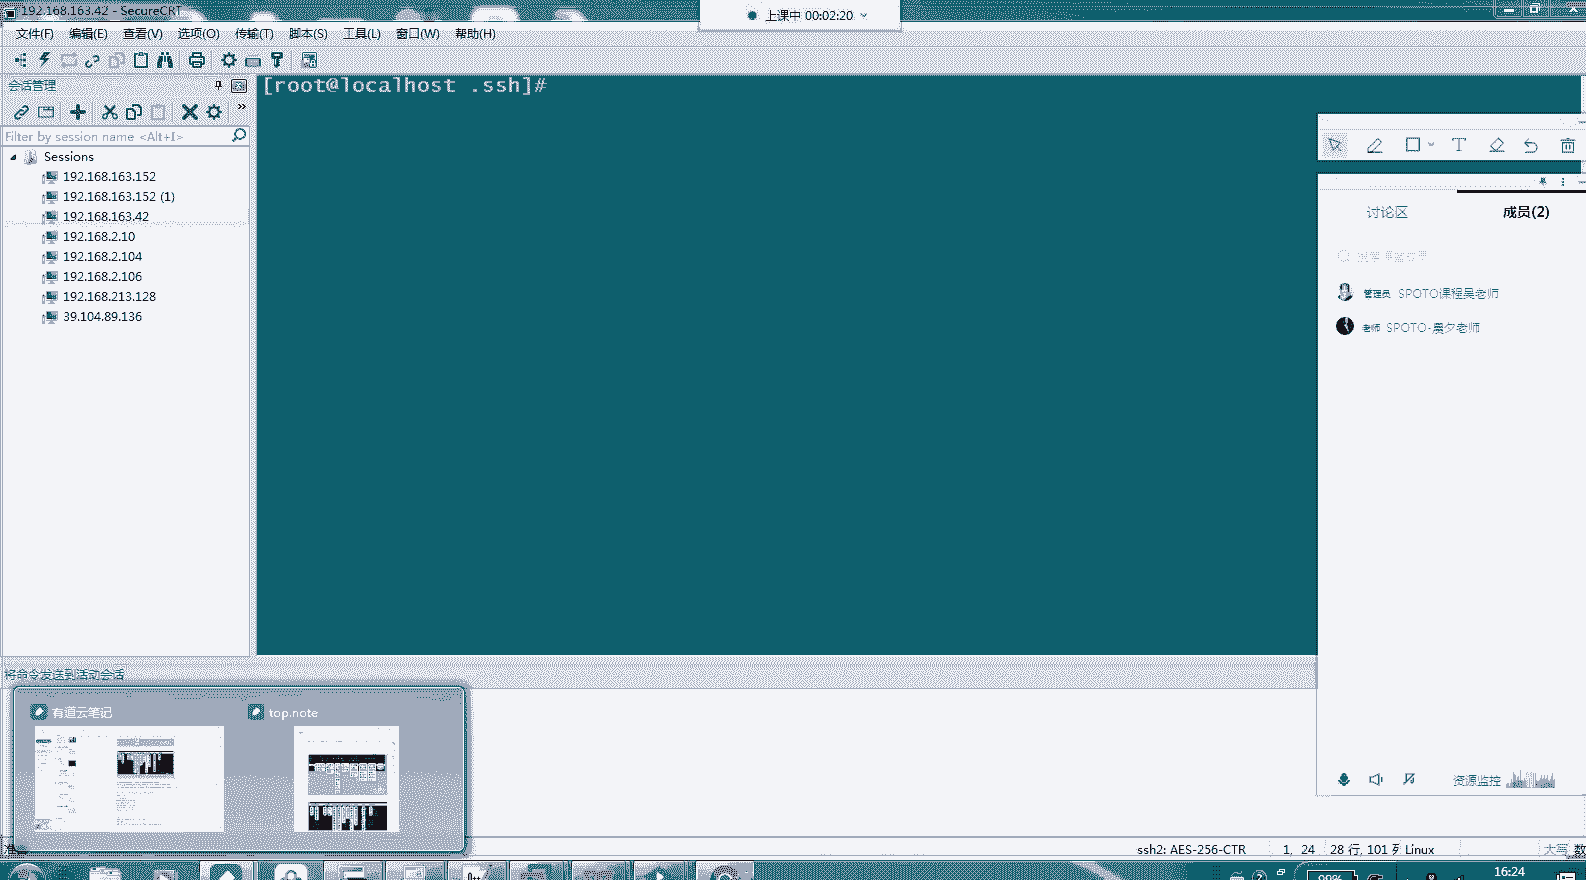 192.168.163.42 - SecureCRT
上课中 00:02:20
文件(F) 编辑(E) 查看(V) 选项(O) 传输(T) 脚本(S) 工具(L) 窗口(W) 帮助(H)
会话管理
[root@localhost .ssh]#
Filter by session name <Alt+I>
Sessions
192.168.163.152
192.168.163.152 (1)
192.168.163.42
192.168.2.10
192.168.2.104
192.168.2.106
192.168.213.128
39.104.89.136
讨论区 成员(2)
管理员 SPOTO课程吴老师
老师 SPOTO-晨夕老师
资源监控
将命令发送到活动会话
有道云笔记 top.note
ssh2: AES-256-CTR 1, 24 28 行, 101 列 Linux 大写 数
99% 16:24